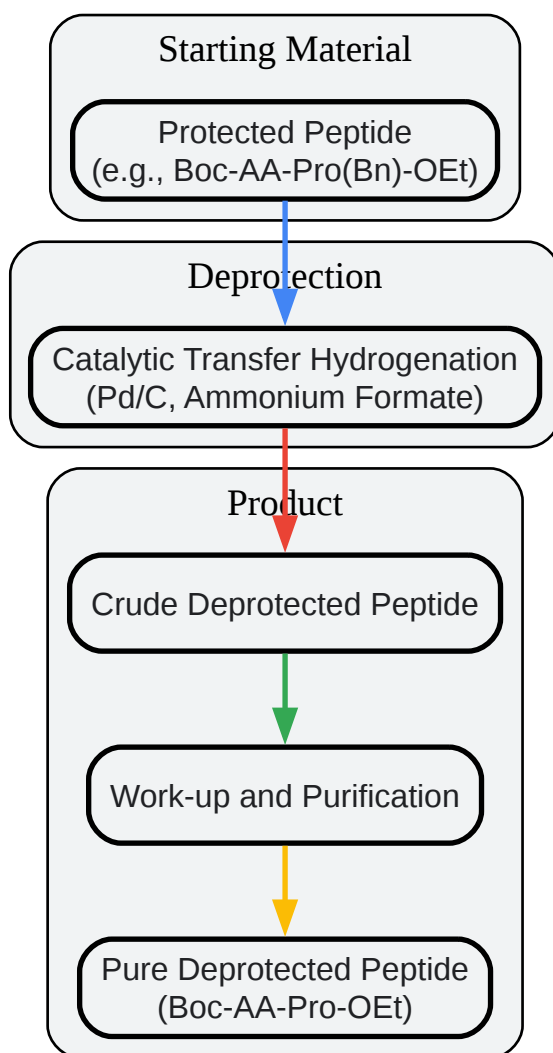 Starting Material
Protected Peptide
(e.g., Boc-AA-Pro(Bn)-OEt)
Deprotection
Catalytic Transfer Hydrogenation
(Pd/C, Ammonium Formate)
Product
Crude Deprotected Peptide
Work-up and Purification
Pure Deprotected Peptide
(Boc-AA-Pro-OEt)